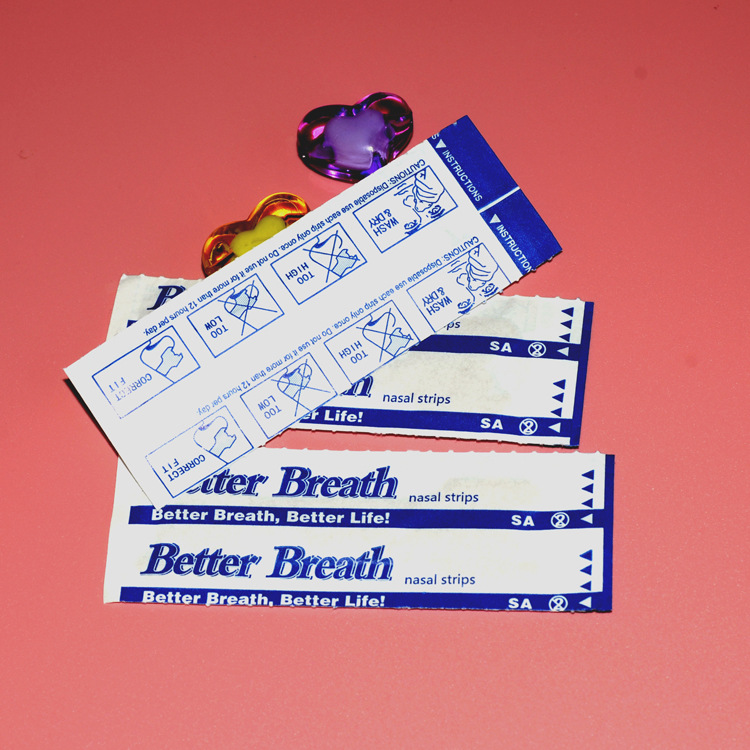 INSTRUCTIONS
CAUTIONS: Disposable use each strip only once. Do not use it for more than 12 hours per day.
WASH & DRY
TOO HIGH
TOO LOW
CORRECT FIT
INSTRUCTION
CAUTIONS: Disposable use each strip only once. Do not use it for more than 12 hours per day.
WASH & DRY
TOO HIGH
TOO LOW
CORRECT FIT
SA
nasal strips
er Life! SA
Better Breath nasal strips
Better Breath, Better Life! SA
Better Breath nasal strips
Better Breath, Better Life! SA